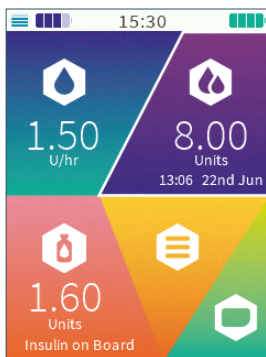 15:30
1.50
U/hr
8.00
Units
13:06 22nd Jun
1.60
Units
Insulin on Board